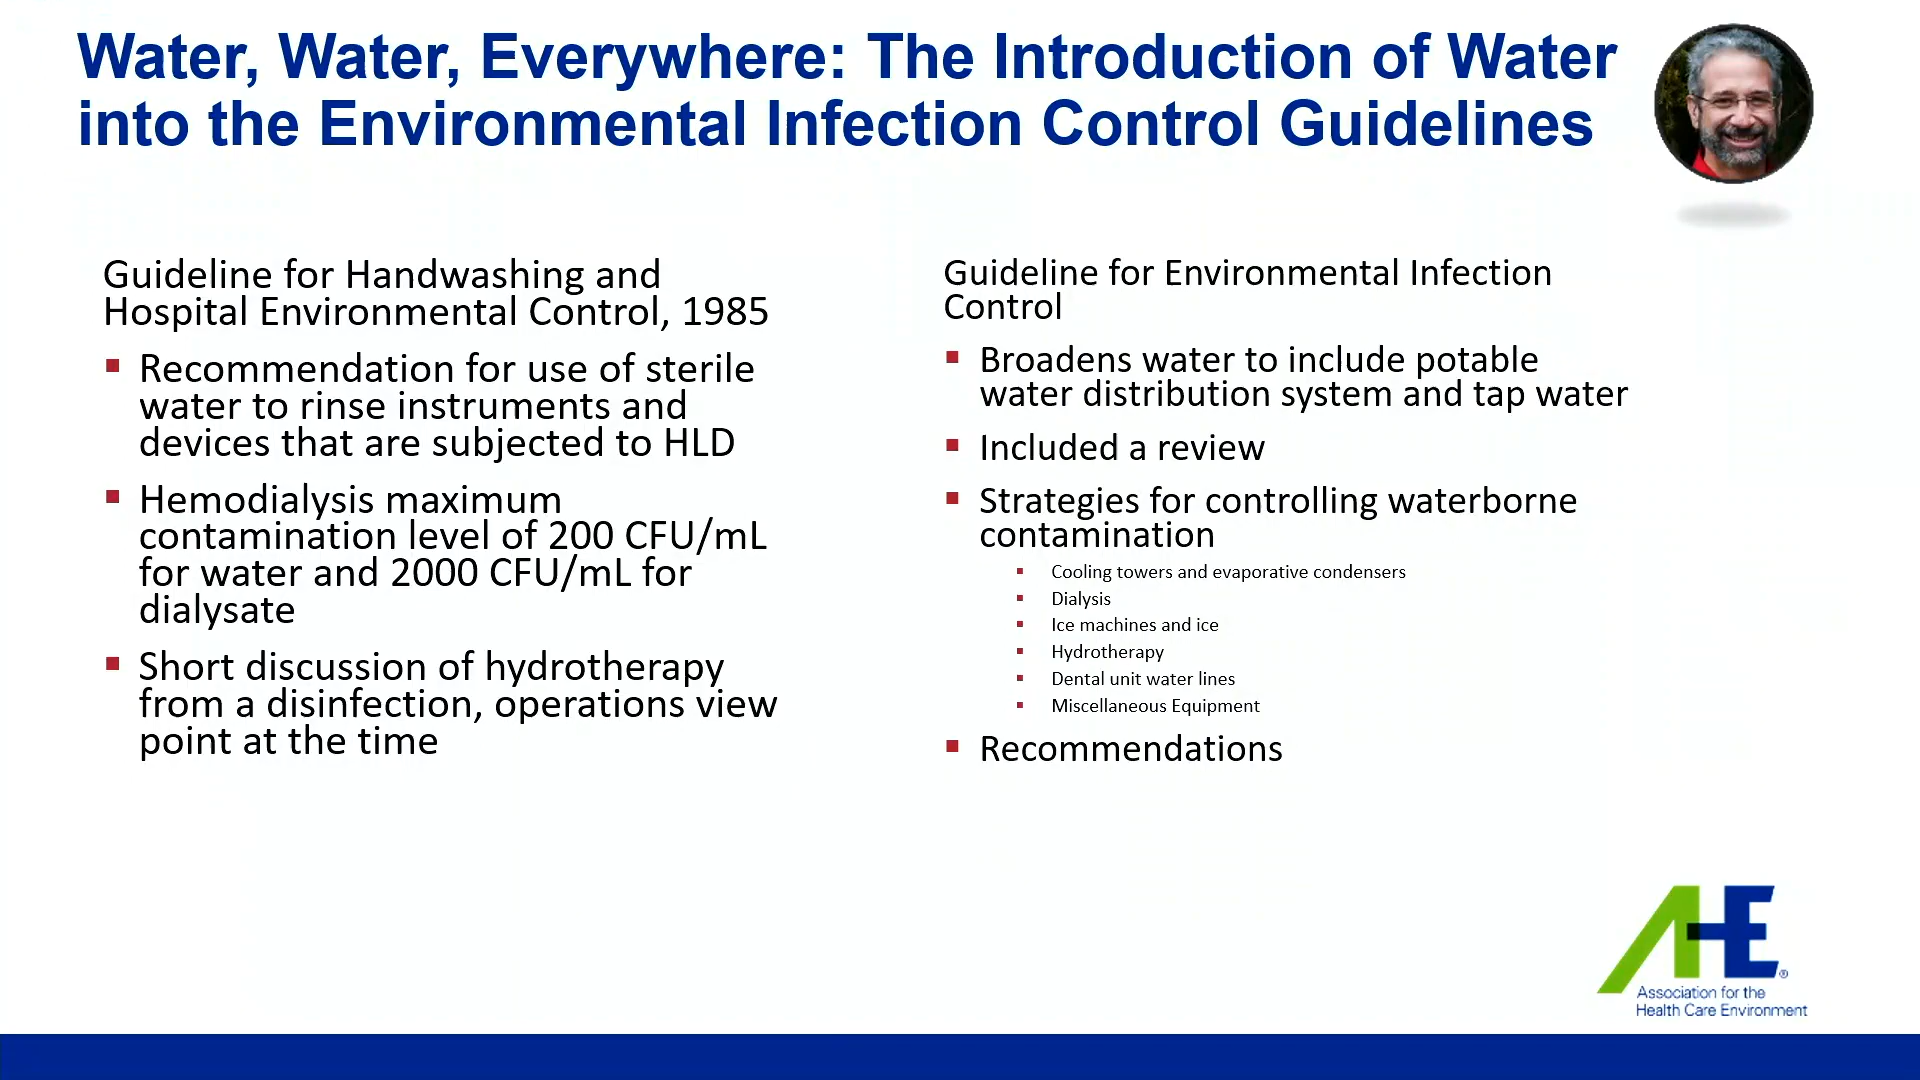 Water, Water, Everywhere: The Introduction of Water
into the Environmental Infection Control Guidelines
Guideline for Handwashing and
Hospital Environmental Control, 1985
▪ Recommendation for use of sterile
water to rinse instruments and
devices that are subjected to HLD
▪ Hemodialysis maximum
contamination level of 200 CFU/mL
for water and 2000 CFU/mL for
dialysate
▪ Short discussion of hydrotherapy
from a disinfection, operations view
point at the time
Guideline for Environmental Infection
Control
▪ Broadens water to include potable
water distribution system and tap water
▪ Included a review
▪ Strategies for controlling waterborne
contamination
▪ Cooling towers and evaporative condensers
▪ Dialysis
▪ Ice machines and ice
▪ Hydrotherapy
▪ Dental unit water lines
▪ Miscellaneous Equipment
▪ Recommendations
AHE®
Association for the
Health Care Environment